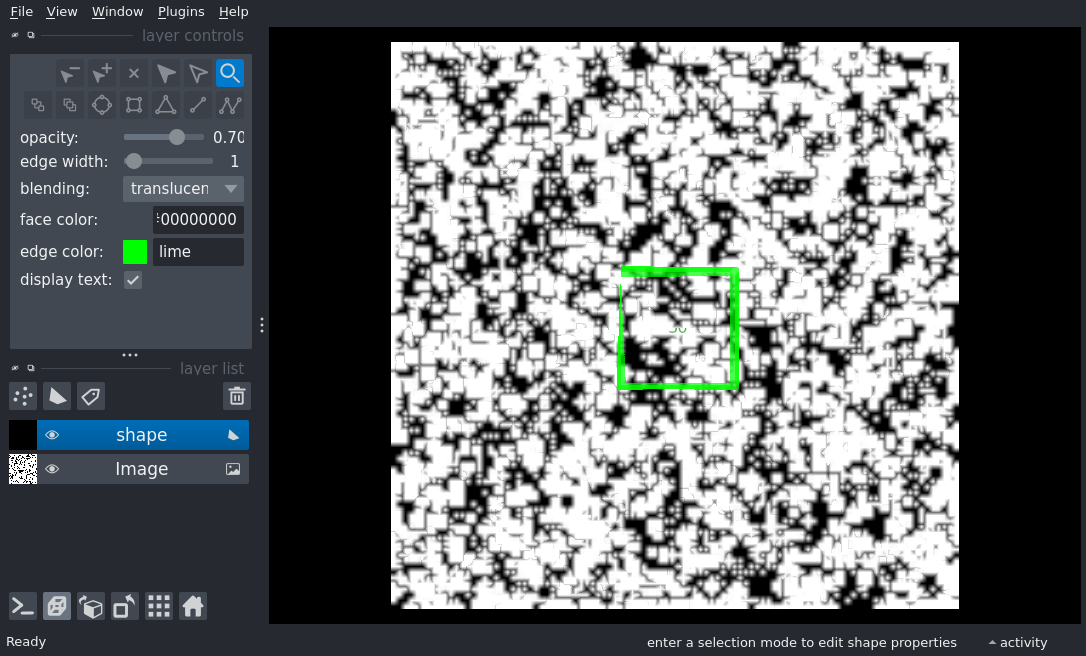 File View Window Plugins Help
layer controls
opacity: 0.70
edge width: 1
blending: translucen
face color: 00000000
edge color: lime
display text:
layer list
shape
Image
Ready
enter a selection mode to edit shape properties
activity